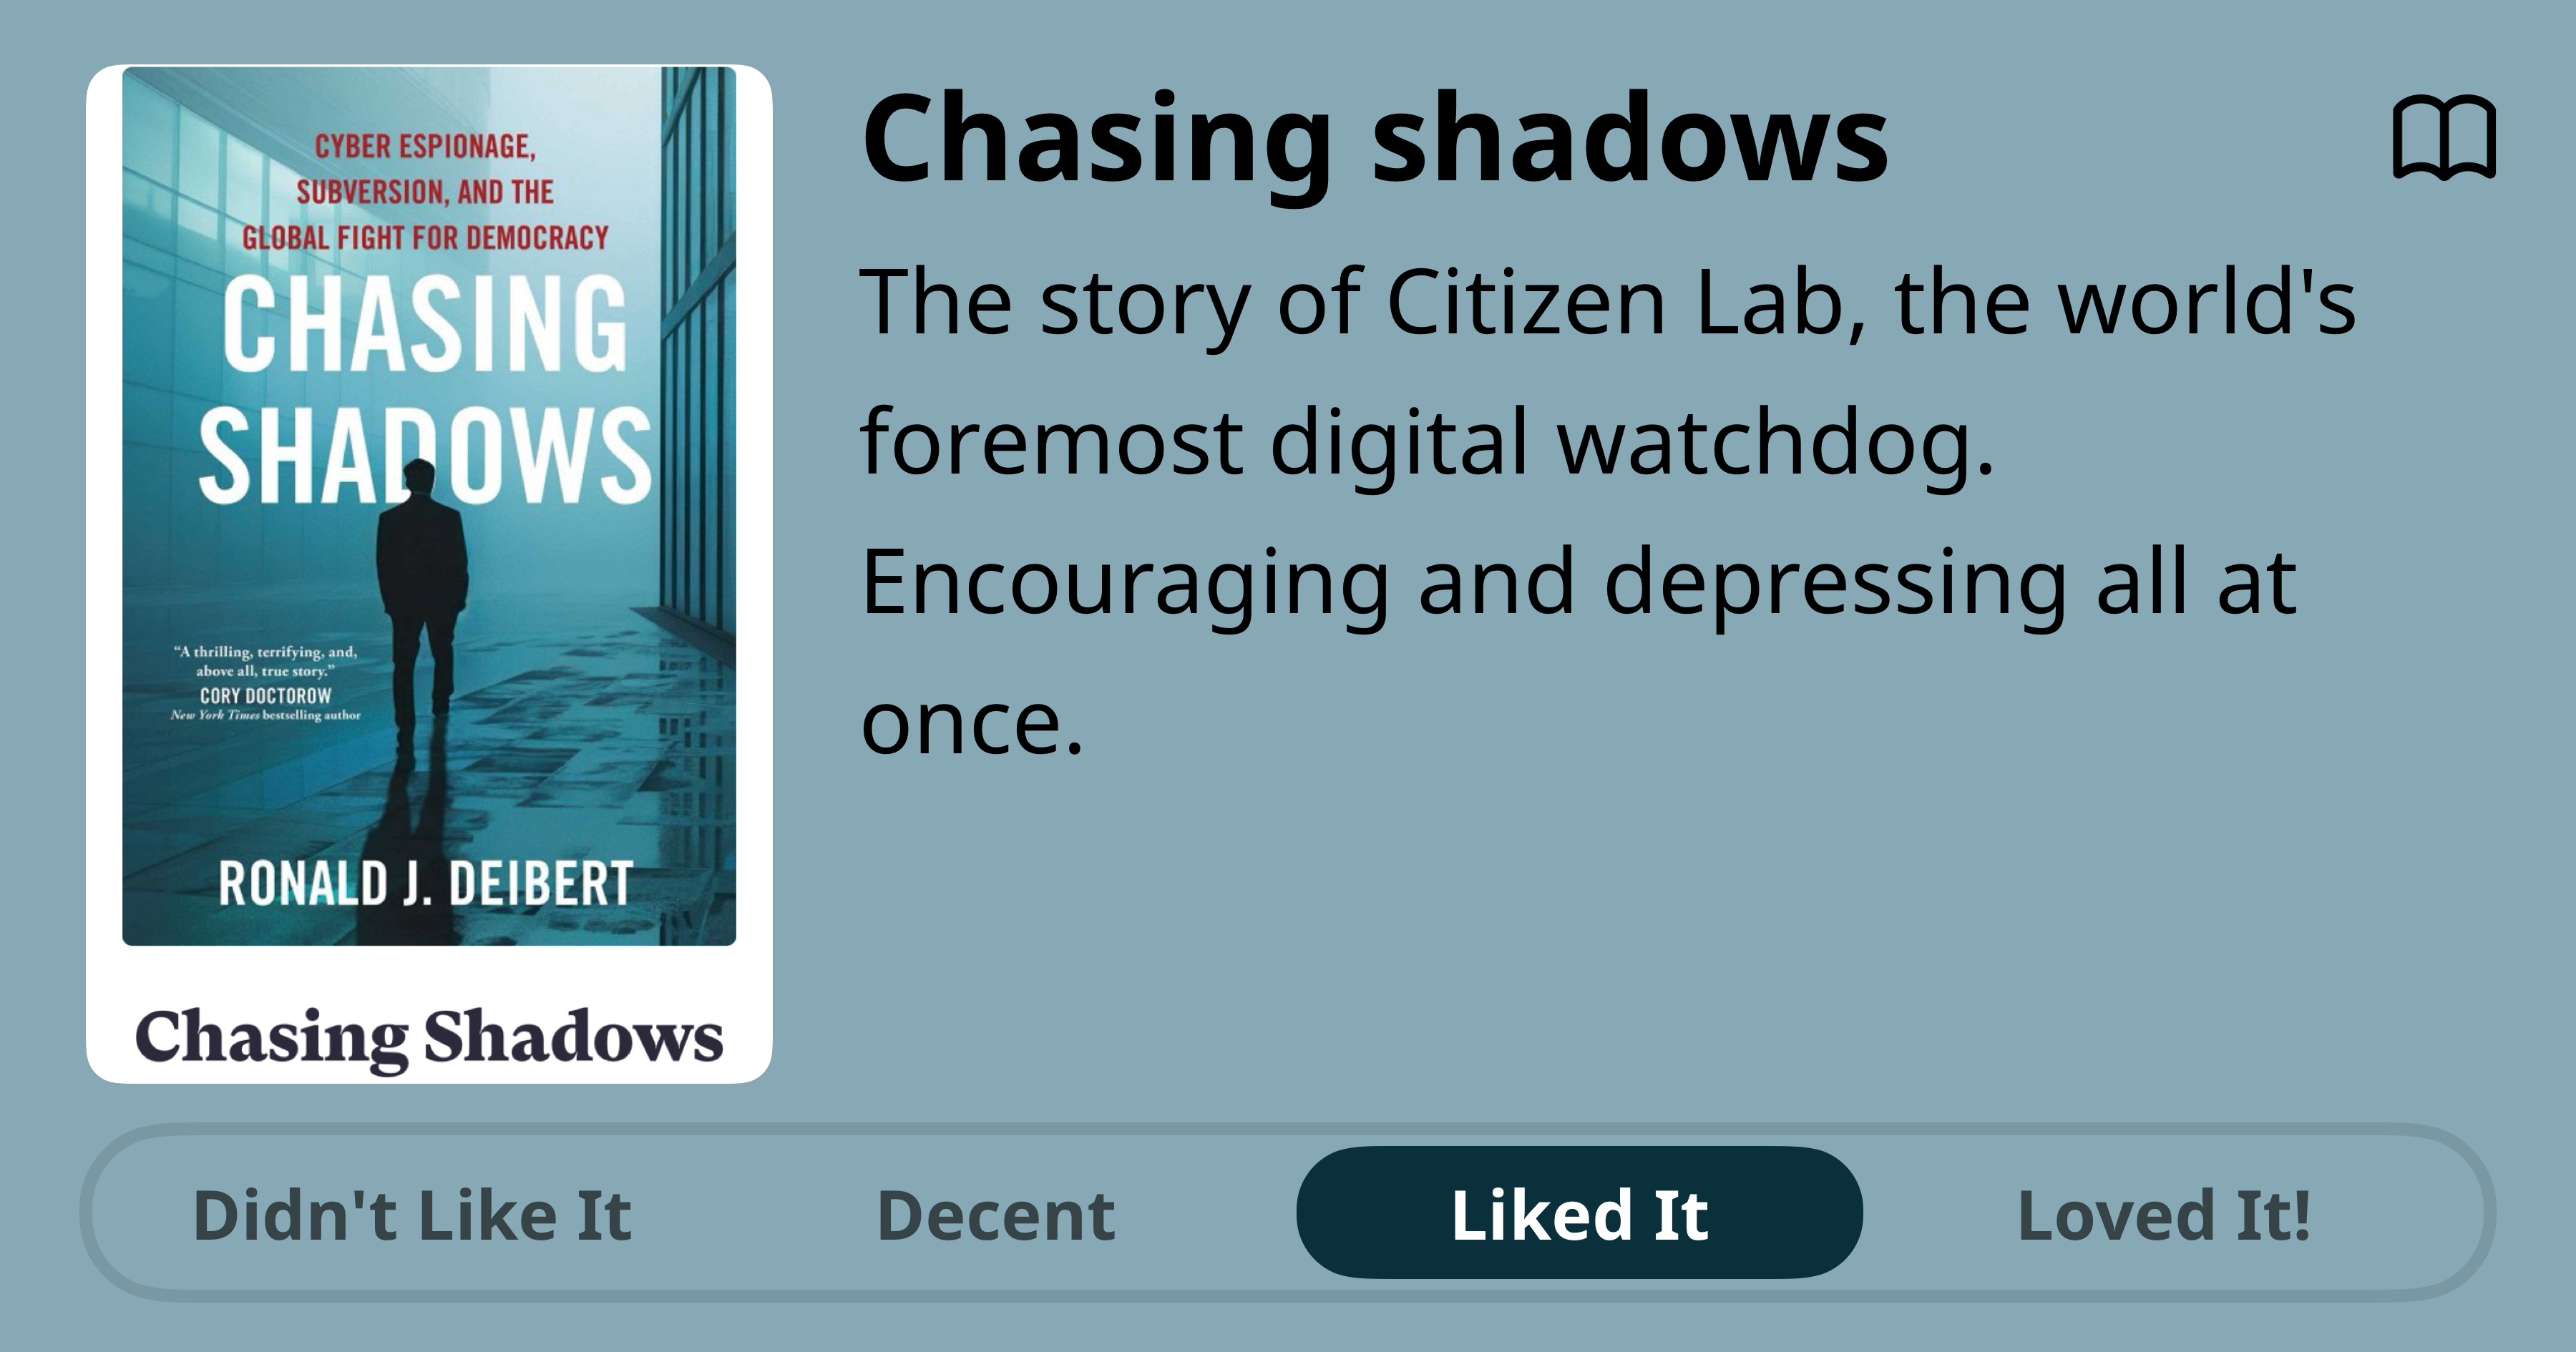 CYBER ESPIONAGE,
SUBVERSION, AND THE
GLOBAL FIGHT FOR DEMOCRACY
CHASING
SHADOWS
“A thrilling, terrifying, and,
above all, true story.”
CORY DOCTOROW
New York Times bestselling author
RONALD J. DEIBERT
Chasing Shadows
Chasing shadows
The story of Citizen Lab, the world's
foremost digital watchdog.
Encouraging and depressing all at
once.
Didn't Like It
Decent
Liked It
Loved It!